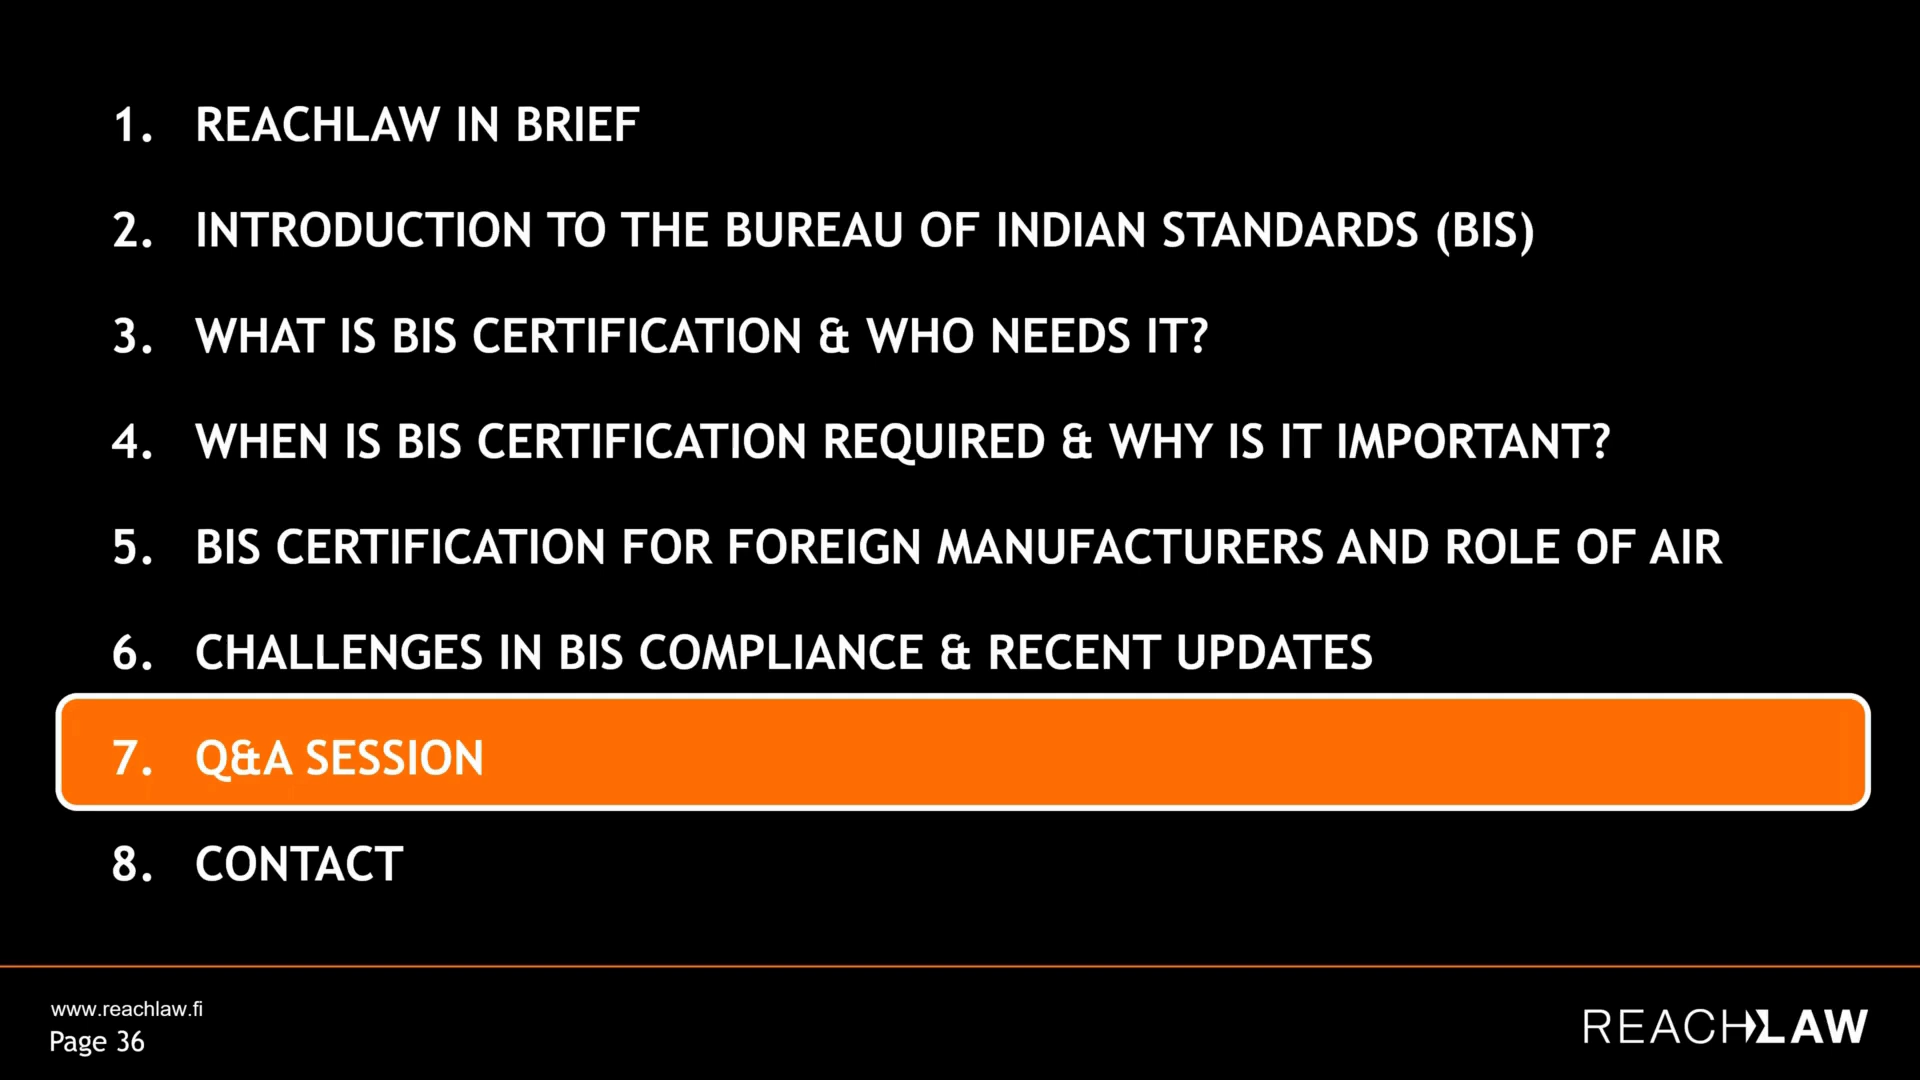 1. REACHLAW IN BRIEF
2. INTRODUCTION TO THE BUREAU OF INDIAN STANDARDS (BIS)
3. WHAT IS BIS CERTIFICATION & WHO NEEDS IT?
4. WHEN IS BIS CERTIFICATION REQUIRED & WHY IS IT IMPORTANT?
5. BIS CERTIFICATION FOR FOREIGN MANUFACTURERS AND ROLE OF AIR
6. CHALLENGES IN BIS COMPLIANCE & RECENT UPDATES
7. Q&A SESSION
8. CONTACT
www.reachlaw.fi
Page 36
REACHLAW